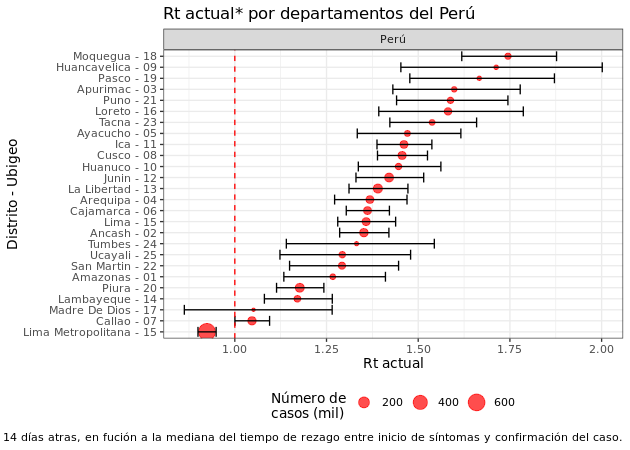 Rt actual* por departamentos del Perú
Perú
Distrito - Ubigeo
Moquegua - 18
Huancavelica - 09
Pasco - 19
Apurimac - 03
Puno - 21
Loreto - 16
Tacna - 23
Ayacucho - 05
Ica - 11
Cusco - 08
Huanuco - 10
Junin - 12
La Libertad - 13
Arequipa - 04
Cajamarca - 06
Lima - 15
Ancash - 02
Tumbes - 24
Ucayali - 25
San Martin - 22
Amazonas - 01
Piura - 20
Lambayeque - 14
Madre De Dios - 17
Callao - 07
Lima Metropolitana - 15
1.00 1.25 1.50 1.75 2.00
Rt actual
Número de
casos (mil)
200 400 600
14 días atras, en fución a la mediana del tiempo de rezago entre inicio de síntomas y confirmación del caso.